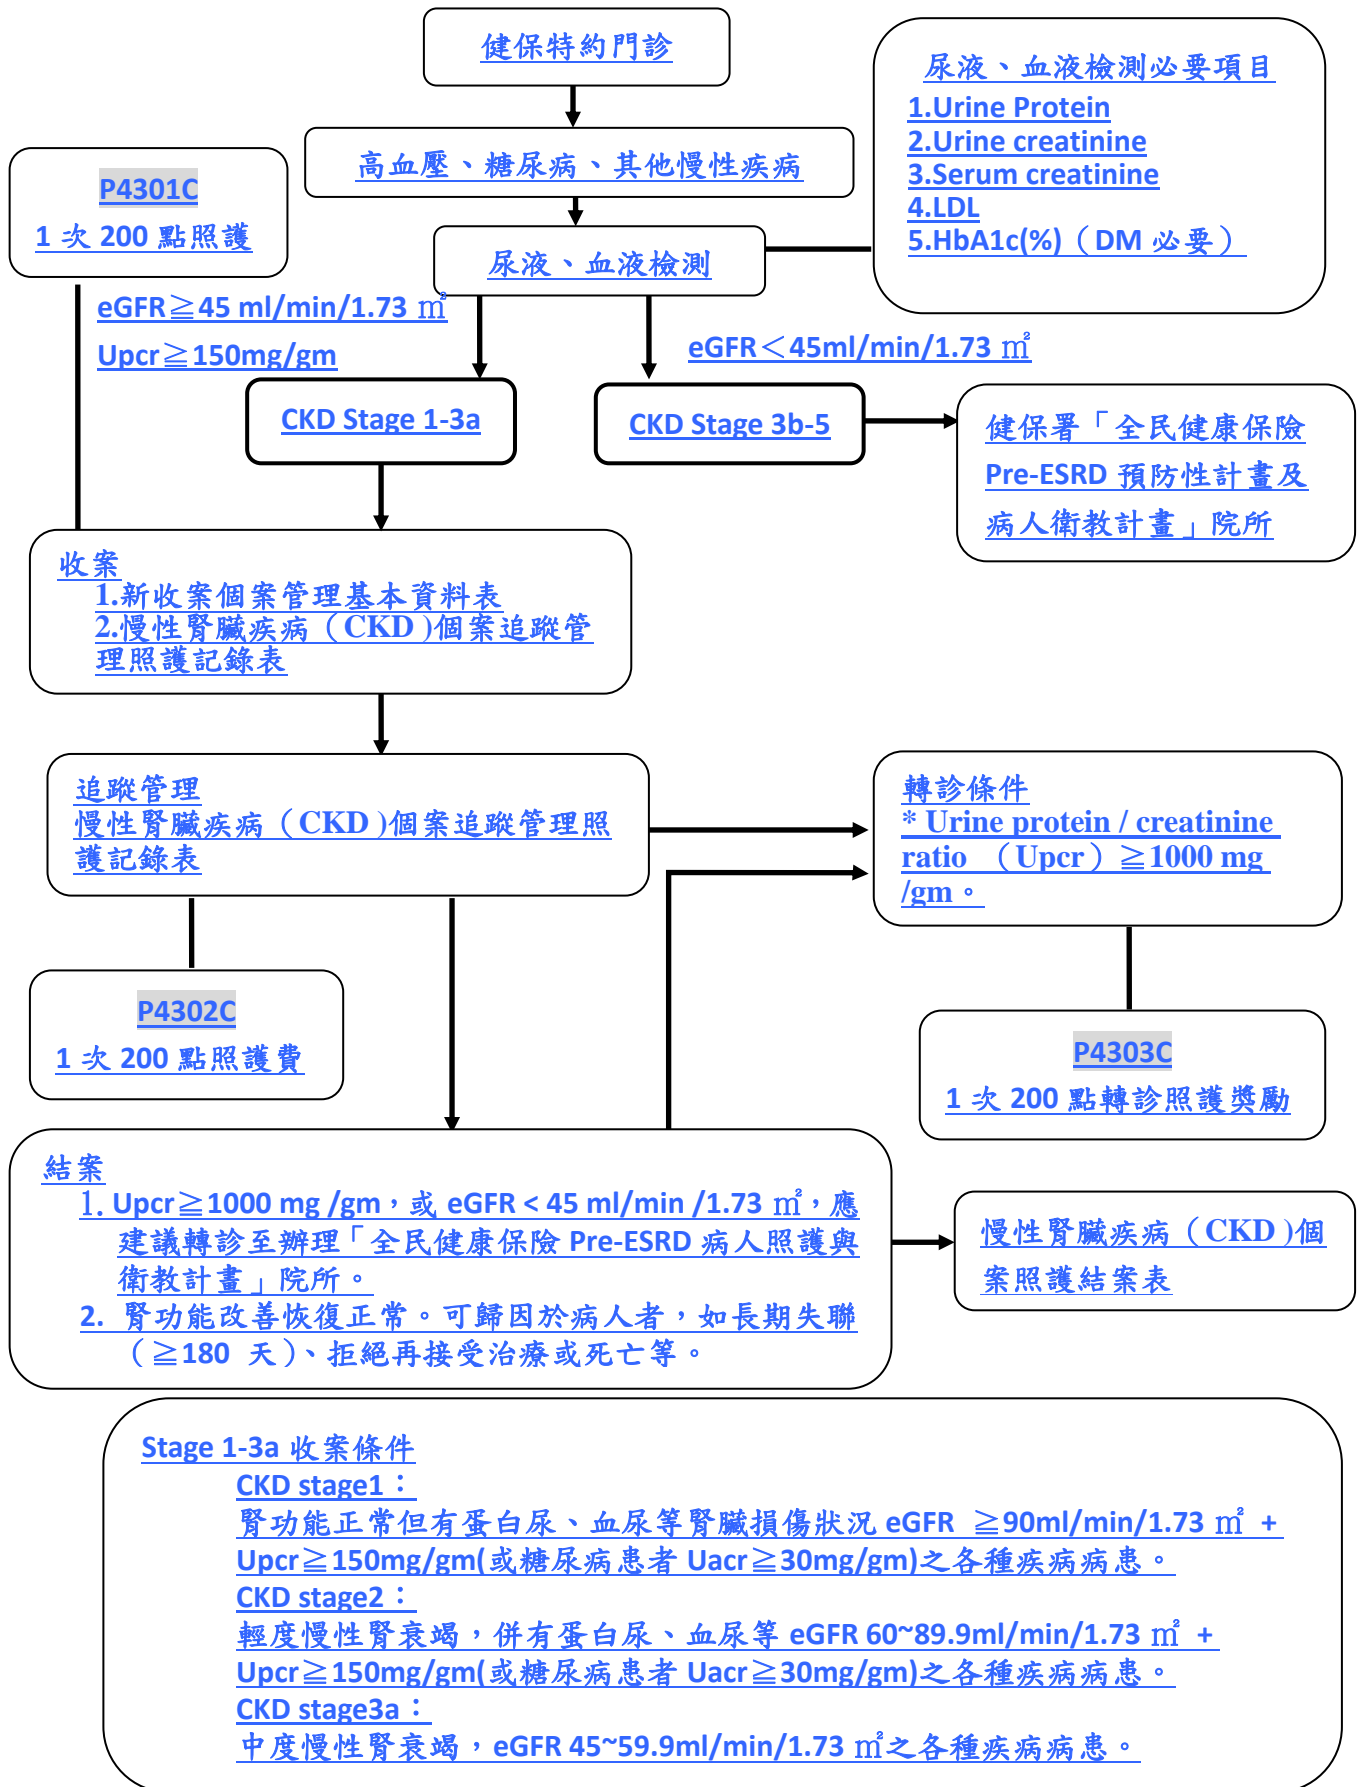 健保特約門診
尿液、血液檢測必要項目
1.Urine Protein
2.Urine creatinine
3.Serum creatinine
4.LDL
5.HbA1c(%)（DM 必要）
高血壓、糖尿病、其他慢性疾病
P4301C
1 次 200 點照護
尿液、血液檢測
eGFR≧45 ml/min/1.73 ㎡
Upcr≧150mg/gm
eGFR＜45ml/min/1.73 ㎡
CKD Stage 1-3a
CKD Stage 3b-5
健保署「全民健康保險
Pre-ESRD 預防性計畫及
病人衛教計畫」院所
收案
1.新收案個案管理基本資料表
2.慢性腎臟疾病（CKD )個案追蹤管
理照護記錄表
追蹤管理
慢性腎臟疾病（CKD )個案追蹤管理照
護記錄表
轉診條件
* Urine protein / creatinine
ratio （Upcr）≧1000 mg
/gm。
P4302C
1 次 200 點照護費
P4303C
1 次 200 點轉診照護獎勵
結案
1. Upcr≧1000 mg /gm，或 eGFR < 45 ml/min /1.73 ㎡，應
建議轉診至辦理「全民健康保險 Pre-ESRD 病人照護與
衛教計畫」院所。
2. 腎功能改善恢復正常。可歸因於病人者，如長期失聯
（≧180 天)、拒絕再接受治療或死亡等。
慢性腎臟疾病（CKD )個
案照護結案表
Stage 1-3a 收案條件
CKD stage1：
腎功能正常但有蛋白尿、血尿等腎臟損傷狀況 eGFR ≧90ml/min/1.73 ㎡ +
Upcr≧150mg/gm(或糖尿病患者 Uacr≧30mg/gm)之各種疾病病患。
CKD stage2：
輕度慢性腎衰竭，併有蛋白尿、血尿等 eGFR 60~89.9ml/min/1.73 ㎡ +
Upcr≧150mg/gm(或糖尿病患者 Uacr≧30mg/gm)之各種疾病病患。
CKD stage3a：
中度慢性腎衰竭，eGFR 45~59.9ml/min/1.73 ㎡之各種疾病病患。